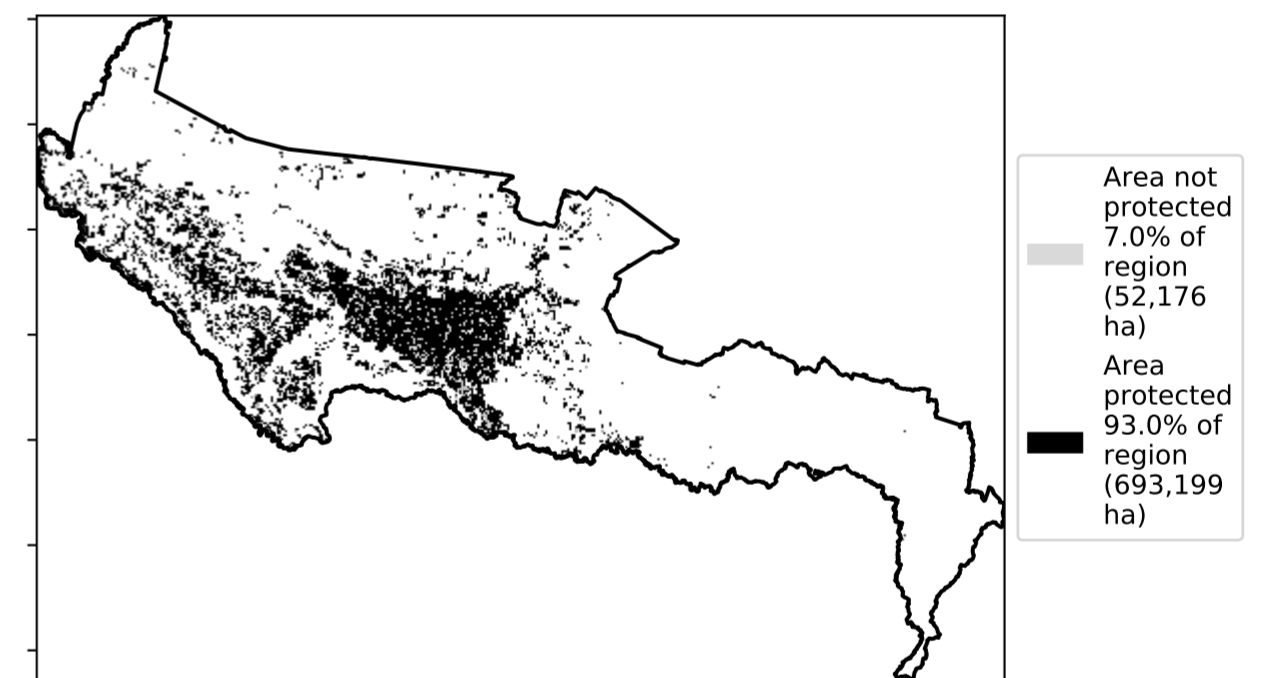 Area not
protected
7.0% of
region
(52,176
ha)
Area
protected
93.0% of
region
(693,199
ha)